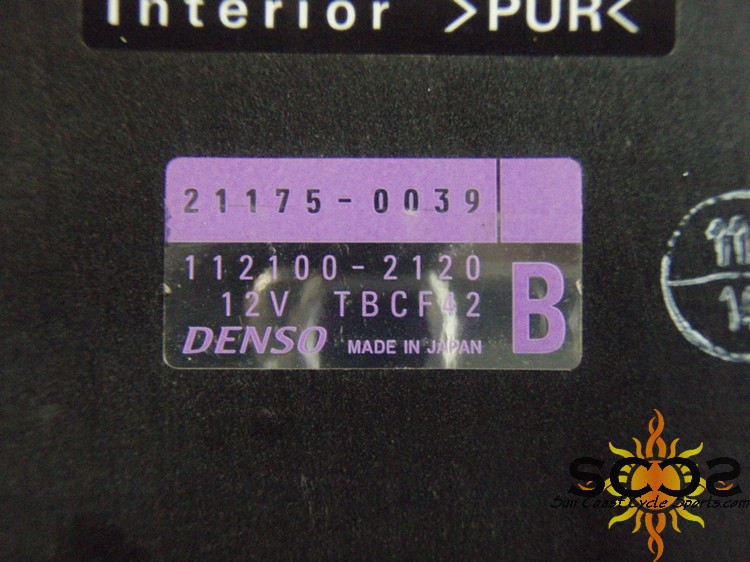 Interior >PUR<
21175-0039
112100-2120
12V TBCF42
B
DENSO MADE IN JAPAN
SCCS
Sun Coast Cycle Sports.com